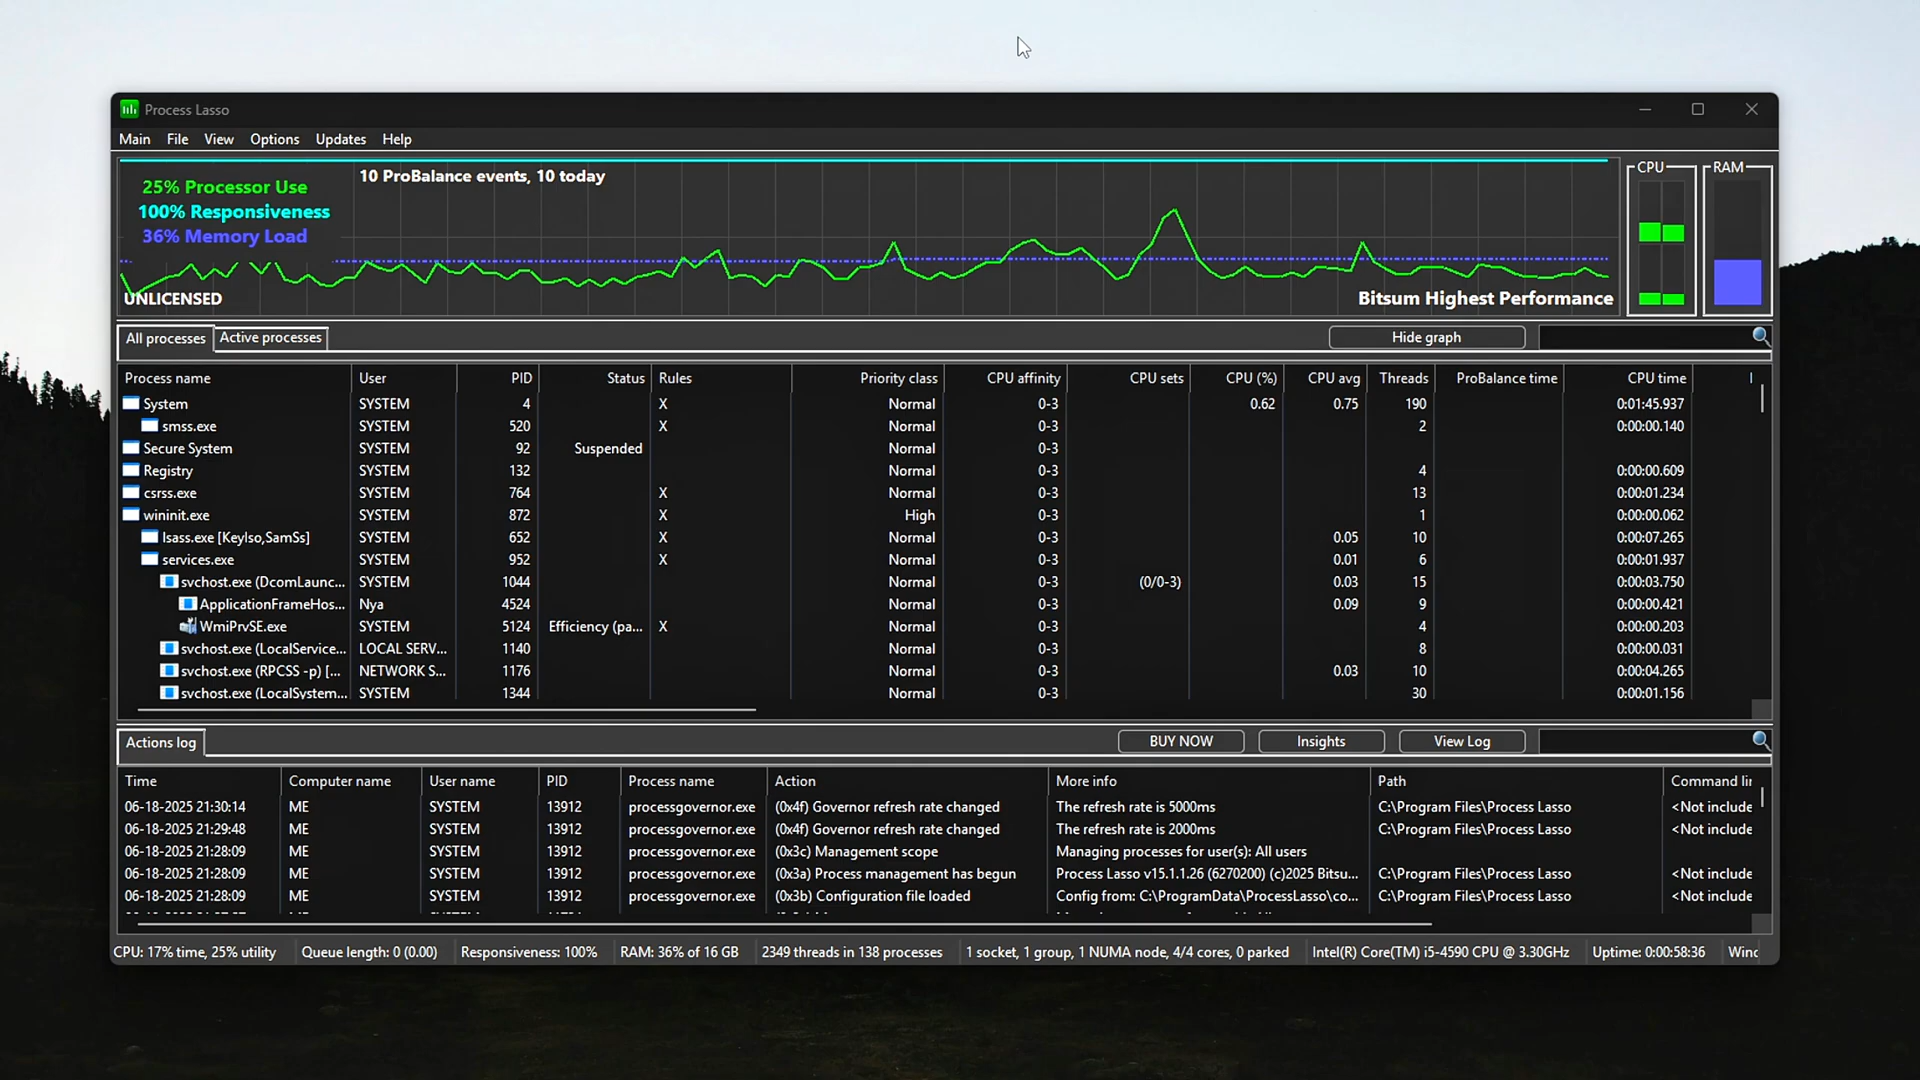 Process Lasso
Main File View Options Updates Help
25% Processor Use
100% Responsiveness
36% Memory Load
10 ProBalance events, 10 today
UNLICENSED
Bitsum Highest Performance
CPU
RAM
All processes Active processes Hide graph
Process name User PID Status Rules Priority class CPU affinity CPU sets CPU (%) CPU avg Threads ProBalance time CPU time
System SYSTEM 4 X Normal 0-3 0.62 0.75 190 0:01:45.937
smss.exe SYSTEM 520 X Normal 0-3 2 0:00:00.140
Secure System SYSTEM 92 Suspended Normal 0-3
Registry SYSTEM 132 Normal 0-3 4 0:00:00.609
csrss.exe SYSTEM 764 X Normal 0-3 13 0:00:01.234
wininit.exe SYSTEM 872 X High 0-3 1 0:00:00.062
lsass.exe [KeyIso,SamSs] SYSTEM 652 X Normal 0-3 0.05 10 0:00:07.265
services.exe SYSTEM 952 X Normal 0-3 0.01 6 0:00:01.937
svchost.exe (DcomLaunc... SYSTEM 1044 Normal 0-3 (0/0-3) 0.03 15 0:00:03.750
ApplicationFrameHos... Nya 4524 Normal 0-3 0.09 9 0:00:00.421
WmiPrvSE.exe SYSTEM 5124 Efficiency (pa... X Normal 0-3 4 0:00:00.203
svchost.exe (LocalService... LOCAL SERV... 1140 Normal 0-3 8 0:00:00.031
svchost.exe (RPCSS -p) [... NETWORK S... 1176 Normal 0-3 0.03 10 0:00:04.265
svchost.exe (LocalSystem... SYSTEM 1344 Normal 0-3 30 0:00:01.156
Actions log BUY NOW Insights View Log
Time Computer name User name PID Process name Action More info Path Command lir
06-18-2025 21:30:14 ME SYSTEM 13912 processgovernor.exe (0x4f) Governor refresh rate changed The refresh rate is 5000ms C:\Program Files\Process Lasso <Not include
06-18-2025 21:29:48 ME SYSTEM 13912 processgovernor.exe (0x4f) Governor refresh rate changed The refresh rate is 2000ms C:\Program Files\Process Lasso <Not include
06-18-2025 21:28:09 ME SYSTEM 13912 processgovernor.exe (0x3c) Management scope Managing processes for user(s): All users
06-18-2025 21:28:09 ME SYSTEM 13912 processgovernor.exe (0x3a) Process management has begun Process Lasso v15.1.1.26 (6270200) (c)2025 Bitsu... C:\Program Files\Process Lasso <Not include
06-18-2025 21:28:09 ME SYSTEM 13912 processgovernor.exe (0x3b) Configuration file loaded Config from: C:\ProgramData\ProcessLasso\co... C:\Program Files\Process Lasso <Not include
CPU: 17% time, 25% utility Queue length: 0 (0.00) Responsiveness: 100% RAM: 36% of 16 GB 2349 threads in 138 processes 1 socket, 1 group, 1 NUMA node, 4/4 cores, 0 parked Intel(R) Core(TM) i5-4590 CPU @ 3.30GHz Uptime: 0:00:58:36 Wind